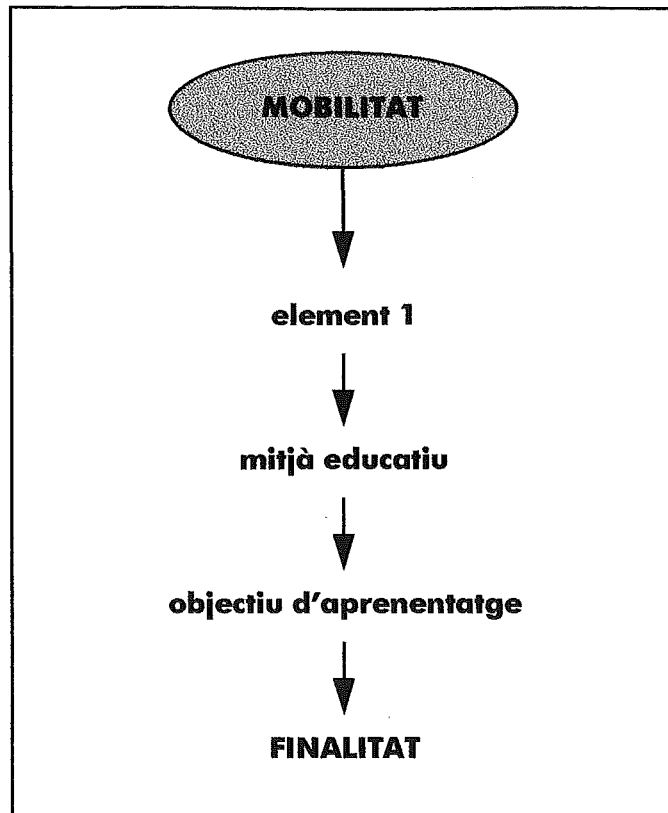 MOBILITAT
element 1
mitjà educatiu
objectiu d'aprenentatge
FINALITAT